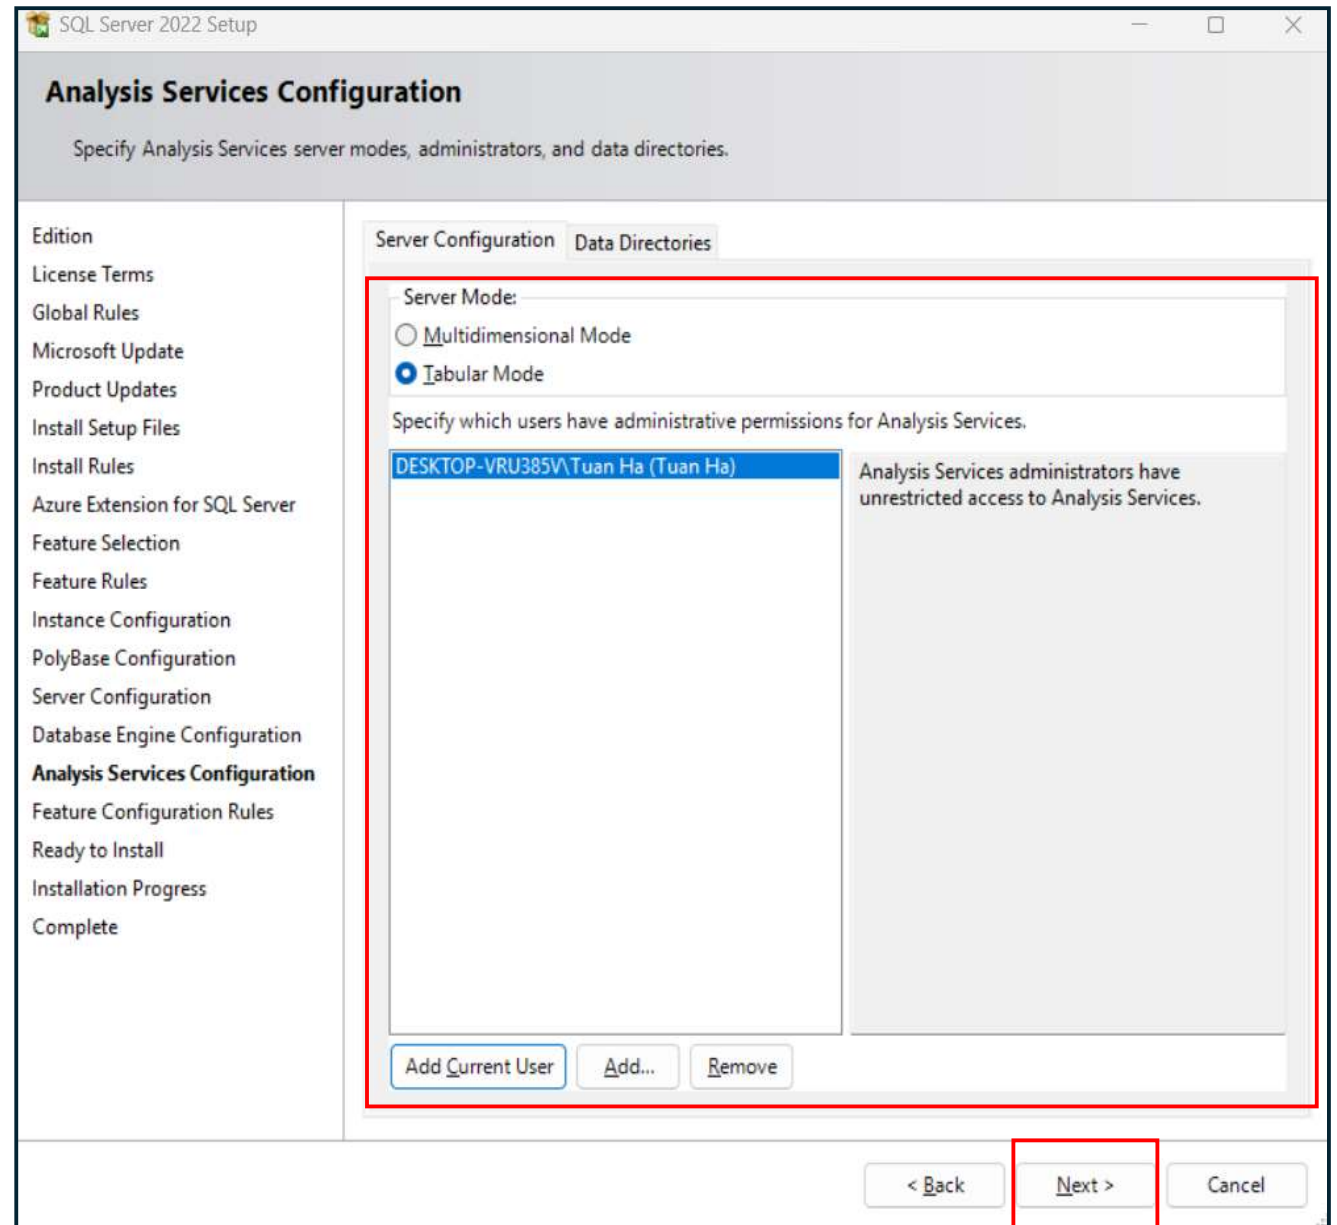 SQL Server 2022 Setup
Analysis Services Configuration
Specify Analysis Services server modes, administrators, and data directories.
Edition
License Terms
Global Rules
Microsoft Update
Product Updates
Install Setup Files
Install Rules
Azure Extension for SQL Server
Feature Selection
Feature Rules
Instance Configuration
PolyBase Configuration
Server Configuration
Database Engine Configuration
Analysis Services Configuration
Feature Configuration Rules
Ready to Install
Installation Progress
Complete
Server Configuration
Data Directories
Server Mode:
Multidimensional Mode
Tabular Mode
Specify which users have administrative permissions for Analysis Services.
DESKTOP-VRU385V\Tuan Ha (Tuan Ha)
Analysis Services administrators have
unrestricted access to Analysis Services.
Add Current User
Add...
Remove
< Back
Next >
Cancel